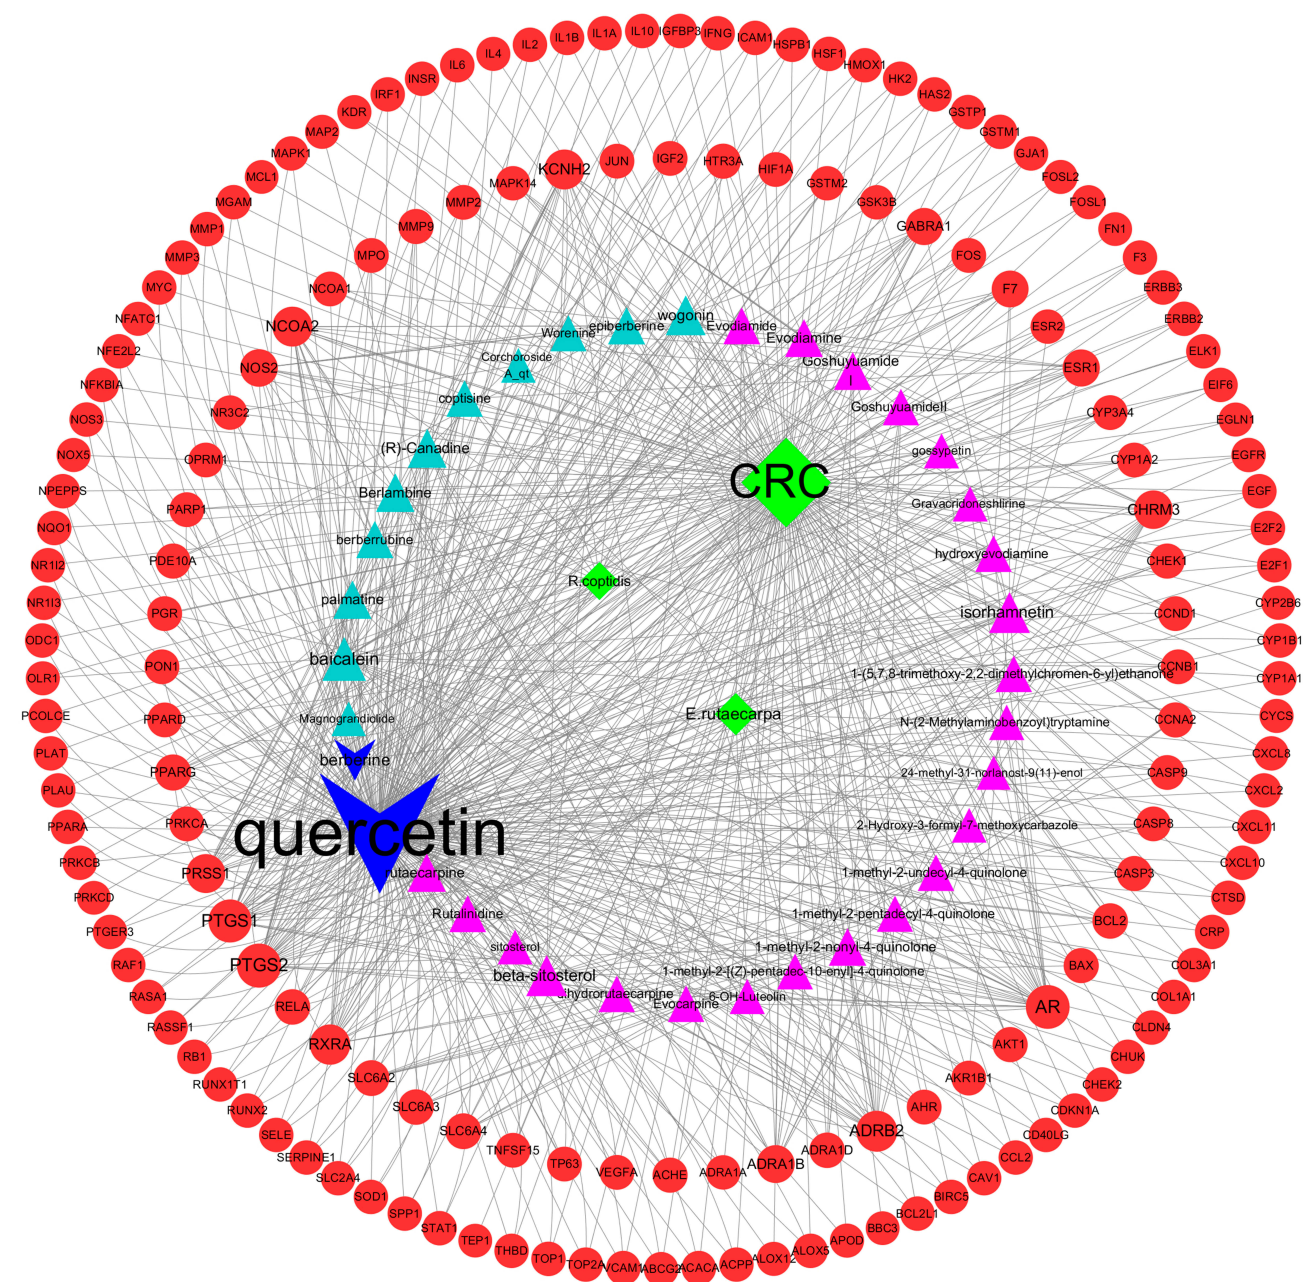 IL1B
IL1A
IL10
IGFBP3
IFNG
ICAM1
HSPB1
HSF1
HMOX1
HK2
HAS2
GSTP1
GSTM1
GJA1
FOSL2
FOSL1
FN1
F3
ERBB3
ERBB2
ELK1
EIF6
EGLN1
EGFR
EGF
E2F2
E2F1
CYP2B6
CYP1B1
CYP1A1
CYCS
CXCL8
CXCL2
CXCL11
CXCL10
CTSD
CRP
COL3A1
COL1A1
CLDN4
CHUK
CHEK2
CDKN1A
CD40LG
CCL2
CAV1
BIRC5
BCL2L1
BBC3
APOD
ALOX5
ALOX12
ACPP
ACACA
ABCG2
VCAM1
TOP2A
TOP1
THBD
TEP1
STAT1
SPP1
SOD1
SLC2A4
SERPINE1
SELE
RUNX2
RUNX1T1
RB1
RASSF1
RASA1
RAF1
PTGER3
PRKCD
PRKCB
PPARA
PLAU
PLAT
PCOLCE
OLR1
ODC1
NR1I3
NR1I2
NQO1
NPEPPS
NOX5
NOS3
NFKBIA
NFE2L2
NFATC1
MYC
MMP3
MMP1
MGAM
MCL1
MAPK1
MAP2
KDR
IRF1
INSR
IL6
IL4
IL2
KCNH2
JUN
IGF2
HTR3A
HIF1A
GSTM2
GSK3B
GABRA1
FOS
F7
ESR2
ESR1
CYP3A4
CYP1A2
CHRM3
CHEK1
CCND1
CCNB1
CCNA2
CASP9
CASP8
CASP3
BCL2
BAX
AR
AKT1
AKR1B1
AHR
ADRB2
ADRA1D
ADRA1B
ADRA1A
ACHE
VEGFA
TP63
TNFSF15
SLC6A4
SLC6A3
SLC6A2
RXRA
RELA
PTGS2
PTGS1
PRSS1
PRKCA
PPARG
PPARD
PON1
PGR
PDE10A
PARP1
OPRM1
NR3C2
NOS2
NCOA2
NCOA1
MPO
MMP9
MMP2
MAPK14
wogonin
Evodiamide
Evodiamine
Goshuyuamide
I
GoshuyuamideII
gossypetin
Gravacridoneshlirine
hydroxyevodiamine
isorhamnetin
1-(5,7,8-trimethoxy-2,2-dimethylchromen-6-yl)ethanone
N-(2-Methylaminobenzoyl)tryptamine
24-methyl-31-norlanost-9(11)-enol
2-Hydroxy-3-formyl-7-methoxycarbazole
1-methyl-2-undecyl-4-quinolone
1-methyl-2-pentadecyl-4-quinolone
1-methyl-2-nonyl-4-quinolone
1-methyl-2-[(Z)-pentadec-10-enyl]-4-quinolone
6-OH-Luteolin
Evocarpine
dihydrorutaecarpine
beta-sitosterol
sitosterol
Rutalinidine
rutaecarpine
quercetin
berberine
Magnograndiolide
baicalein
palmatine
berberrubine
Berlambine
(R)-Canadine
coptisine
Corchoroside
A_qt
Worenine
epiberberine
CRC
R.coptidis
E.rutaecarpa